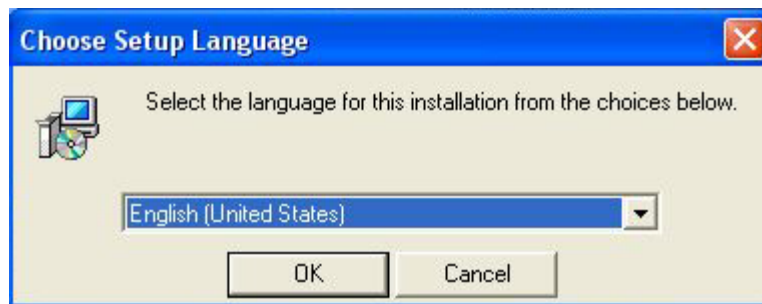 Choose Setup Language
Select the language for this installation from the choices below.
English (United States)
OK
Cancel